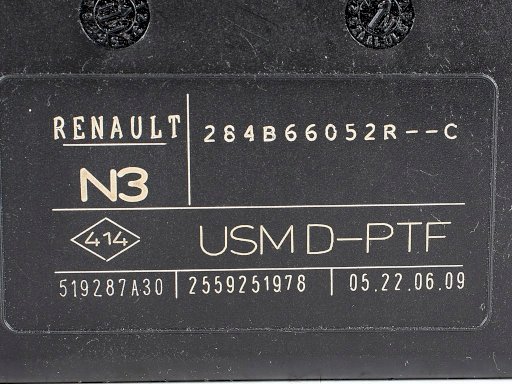 RENAULT 284B66052R--C
N3
414 USM D-PTF
519287A30 2559251978 05.22.06.09